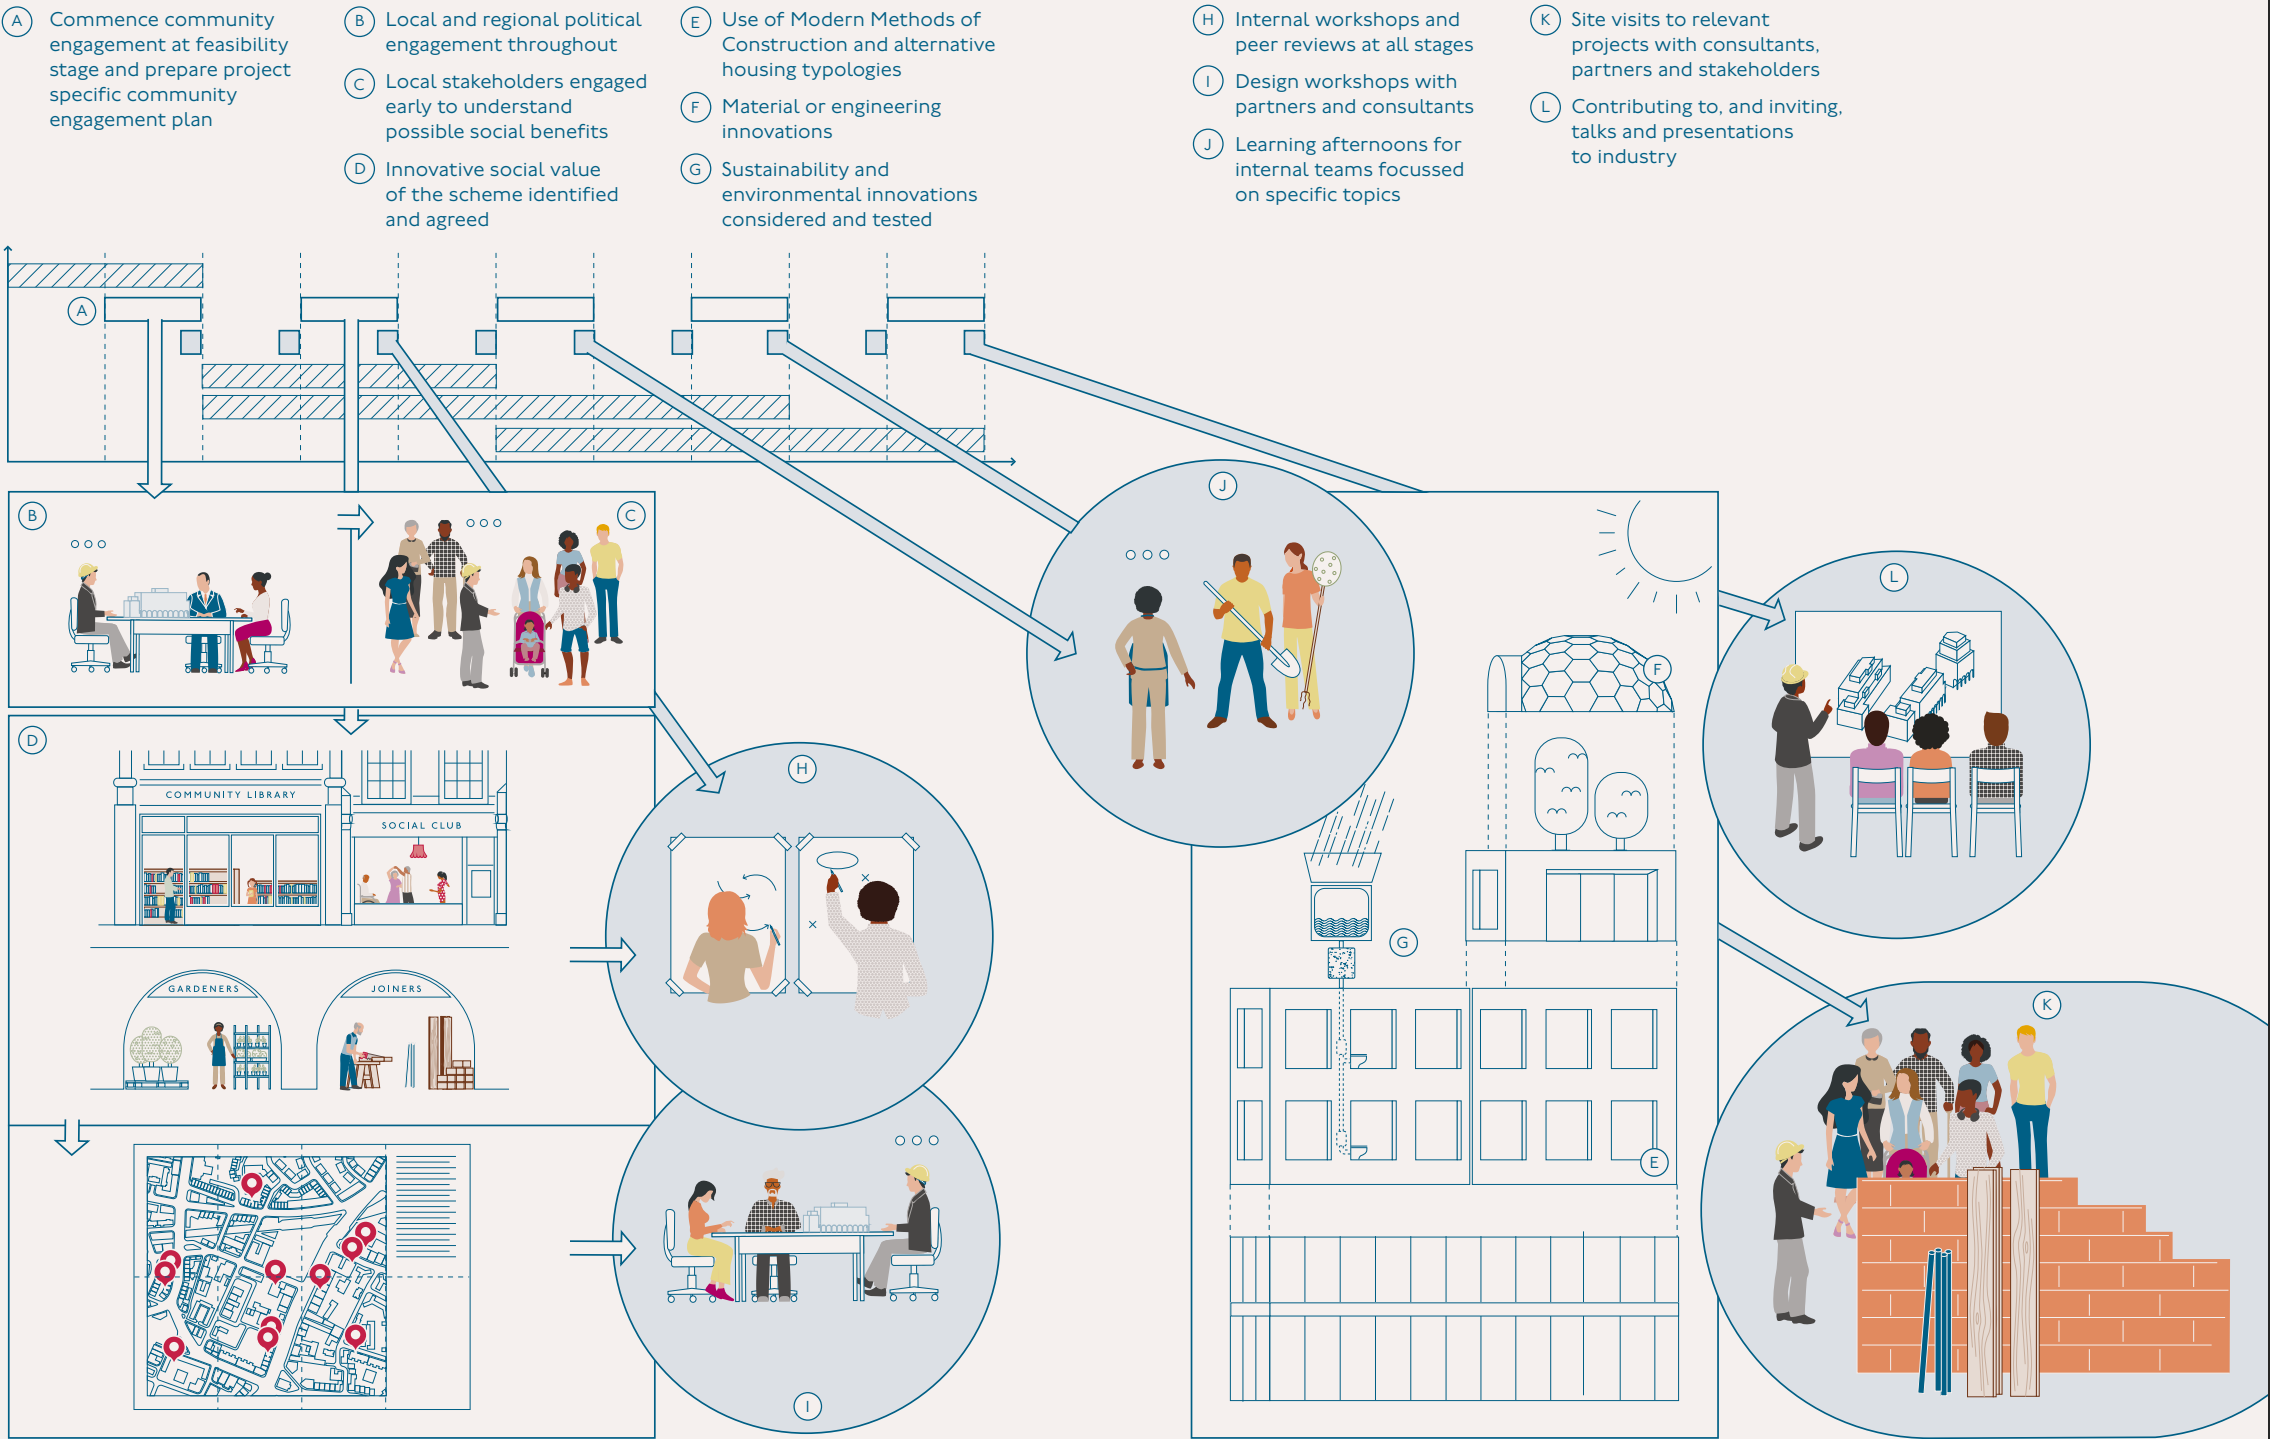 A Commence community
engagement at feasibility
stage and prepare project
specific community
engagement plan
B Local and regional political
engagement throughout
C Local stakeholders engaged
early to understand
possible social benefits
D Innovative social value
of the scheme identified
and agreed
E Use of Modern Methods of
Construction and alternative
housing typologies
F Material or engineering
innovations
G Sustainability and
environmental innovations
considered and tested
H Internal workshops and
peer reviews at all stages
I Design workshops with
partners and consultants
J Learning afternoons for
internal teams focussed
on specific topics
K Site visits to relevant
projects with consultants,
partners and stakeholders
L Contributing to, and inviting,
talks and presentations
to industry
A
B
C
J
L
F
D
COMMUNITY LIBRARY
SOCIAL CLUB
H
G
GARDENERS
JOINERS
K
E
I